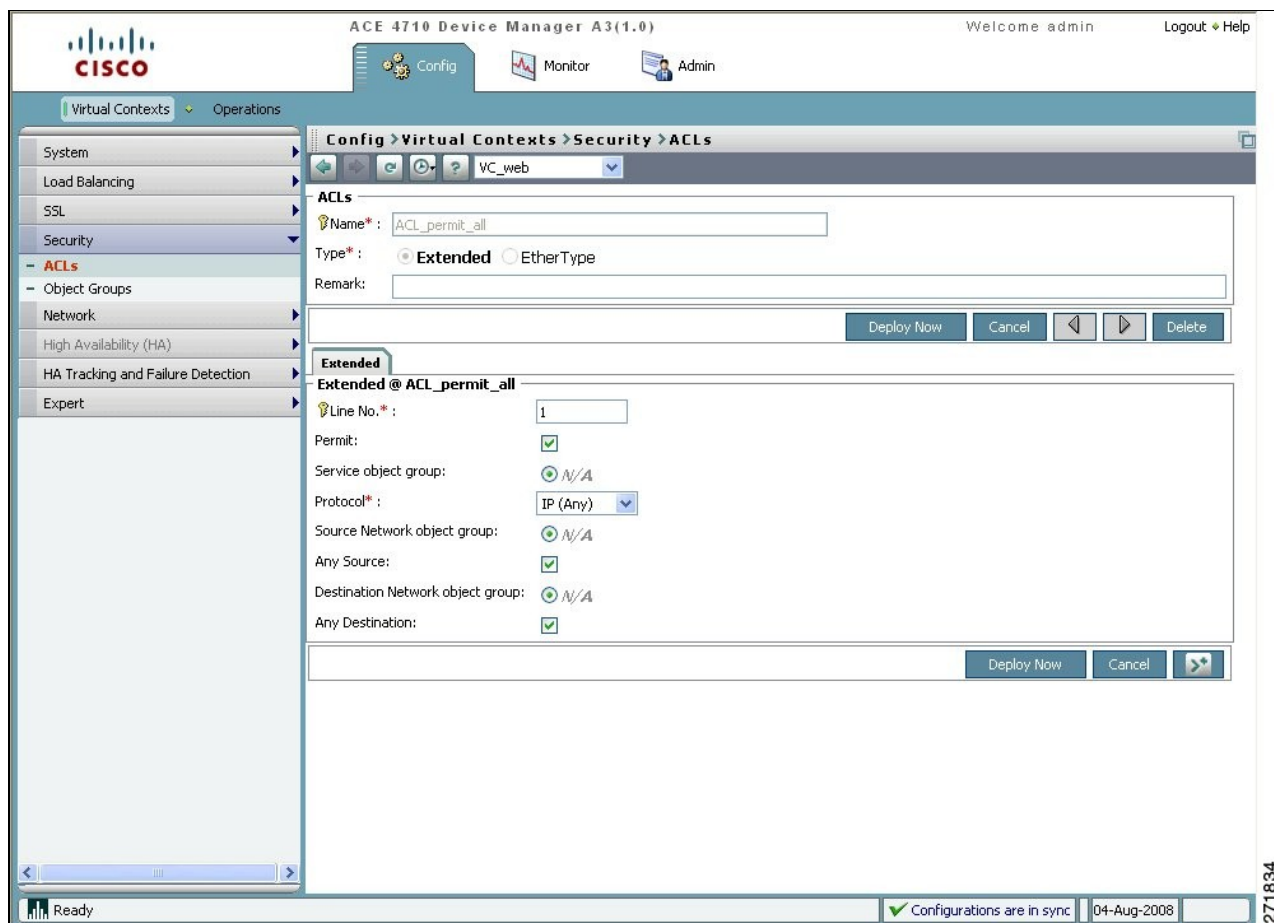 ACE 4710 Device Manager A3(1.0)
Welcome admin
Logout Help
CISCO
Config
Monitor
Admin
Virtual Contexts
Operations
System
Load Balancing
SSL
Security
- ACLs
- Object Groups
Network
High Availability (HA)
HA Tracking and Failure Detection
Expert
Config > Virtual Contexts > Security > ACLs
? VC_web
ACLs
Name* : ACL_permit_all
Type* : Extended EtherType
Remark:
Deploy Now Cancel Delete
Extended
Extended @ ACL_permit_all
Line No.* : 1
Permit:
Service object group: N/A
Protocol* : IP (Any)
Source Network object group: N/A
Any Source:
Destination Network object group: N/A
Any Destination:
Deploy Now Cancel
Ready
Configurations are in sync
04-Aug-2008
271834